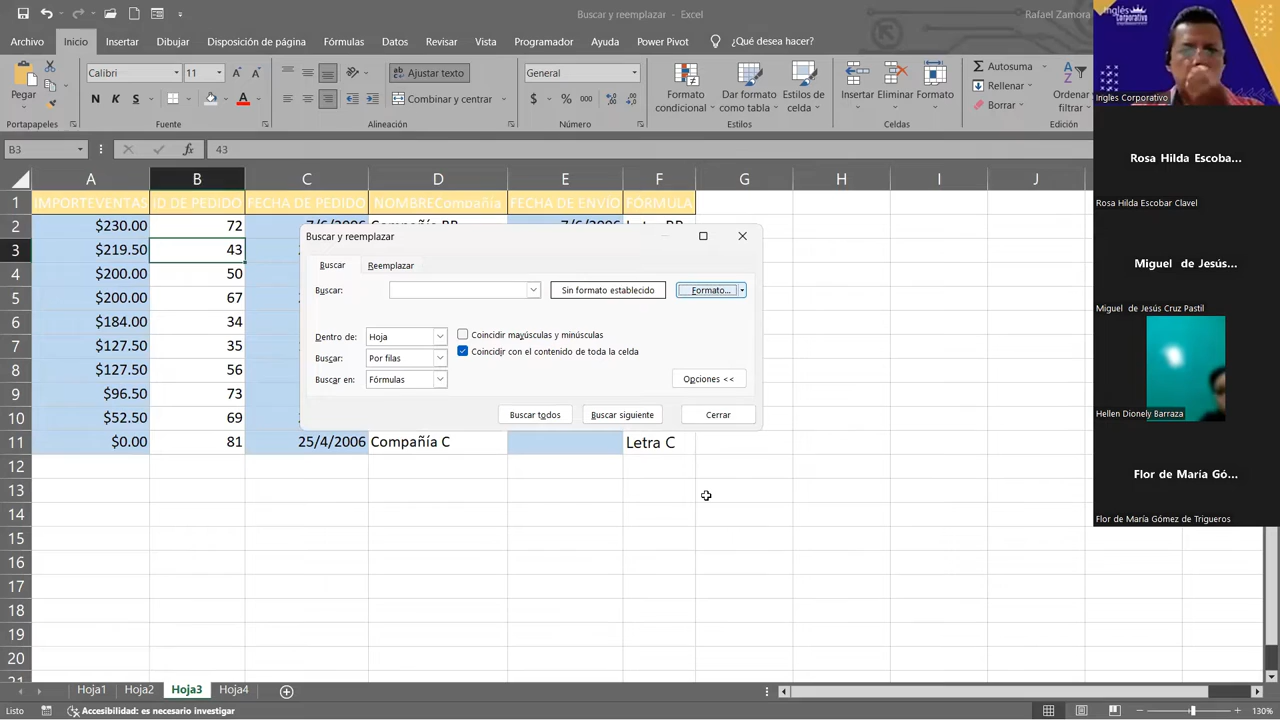 Buscar y reemplazar - Excel
Rafael Zamora
Archivo Inicio Insertar Dibujar Disposición de página Fórmulas Datos Revisar Vista Programador Ayuda Power Pivot ¿Qué desea hacer?
Pegar
Calibri 11
N K S
Ajustar texto
Combinar y centrar
General
$ % 000
Formato condicional
Dar formato como tabla
Estilos de celda
Insertar Eliminar Formato
Autosuma
Rellenar
Borrar
Ordenar filtrar
Portapapeles Fuente Alineación Número Estilos Celdas Edición
B3 fx 43
A B C D E F G H I J
1 IMPORTEVENTAS ID DE PEDIDO FECHA DE PEDIDO NOMBRECompañia FECHA DE ENVIO FÓRMULA
2 $230.00 72 7/6/2006 Compañía BB 7/6/2006 Letra BB
3 $219.50 43
4 $200.00 50
5 $200.00 67
6 $184.00 34
7 $127.50 35
8 $127.50 56
9 $96.50 73
10 $52.50 69
11 $0.00 81 25/4/2006 Compañía C Letra C
12
13
14
15
16
17
18
19
20
Buscar y reemplazar
Buscar Reemplazar
Buscar: Sin formato establecido Formato...
Dentro de: Hoja
Coincidir mayúsculas y minúsculas
Buscar: Por filas
Coincidir con el contenido de toda la celda
Buscar en: Fórmulas
Opciones <<
Buscar todos Buscar siguiente Cerrar
Hoja1 Hoja2 Hoja3 Hoja4
Listo Accesibilidad: es necesario investigar 130%
Inglés Corporativo
Ingles Corporativo
Rosa Hilda Escoba...
Rosa Hilda Escobar Clavel
Miguel de Jesús...
Miguel de Jesús Cruz Pastil
Hellen Dionely Barraza
Flor de María Gó...
Flor de María Gómez de Trigueros